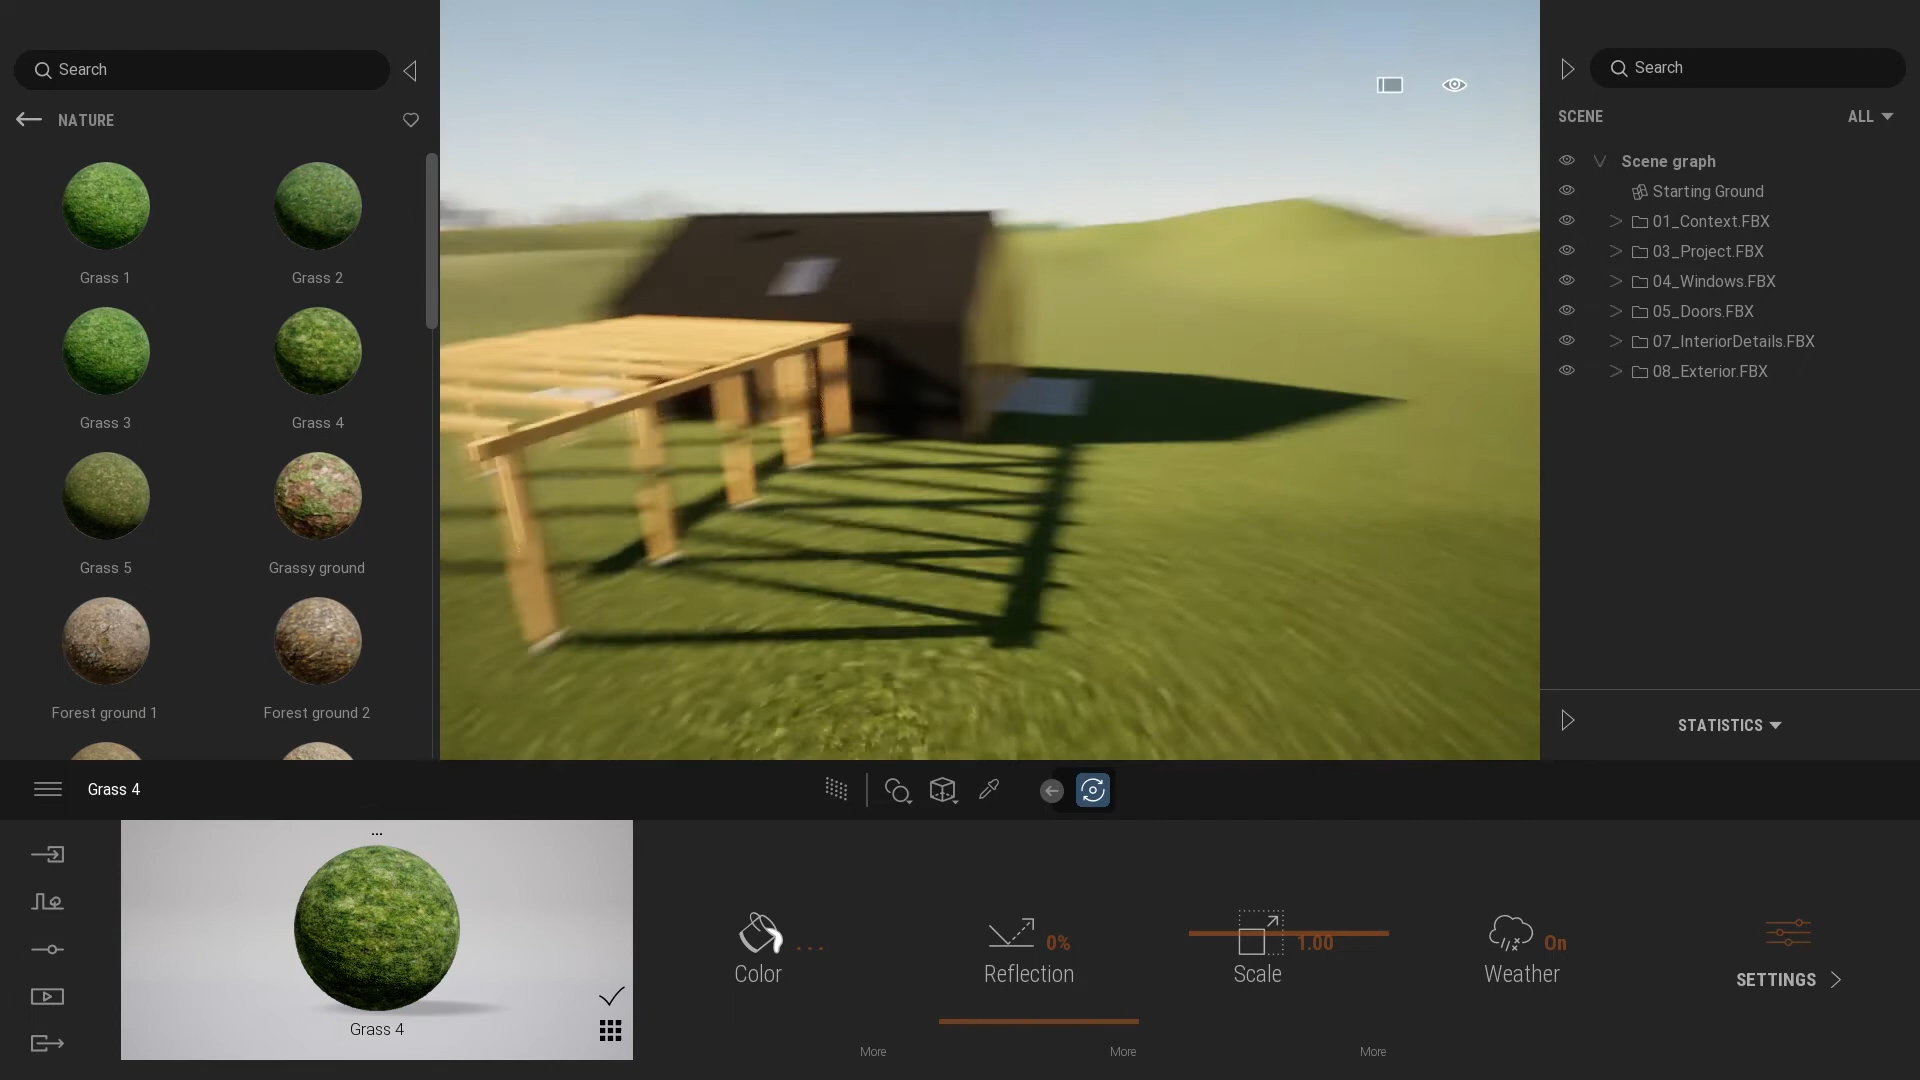 Search
NATURE
Grass 1
Grass 2
Grass 3
Grass 4
Grass 5
Grassy ground
Forest ground 1
Forest ground 2
Search
SCENE
ALL
Scene graph
Starting Ground
01_Context.FBX
03_Project.FBX
04_Windows.FBX
05_Doors.FBX
07_InteriorDetails.FBX
08_Exterior.FBX
STATISTICS
Grass 4
...
Grass 4
Color
...
More
Reflection
0%
More
Scale
1.00
More
Weather
On
SETTINGS